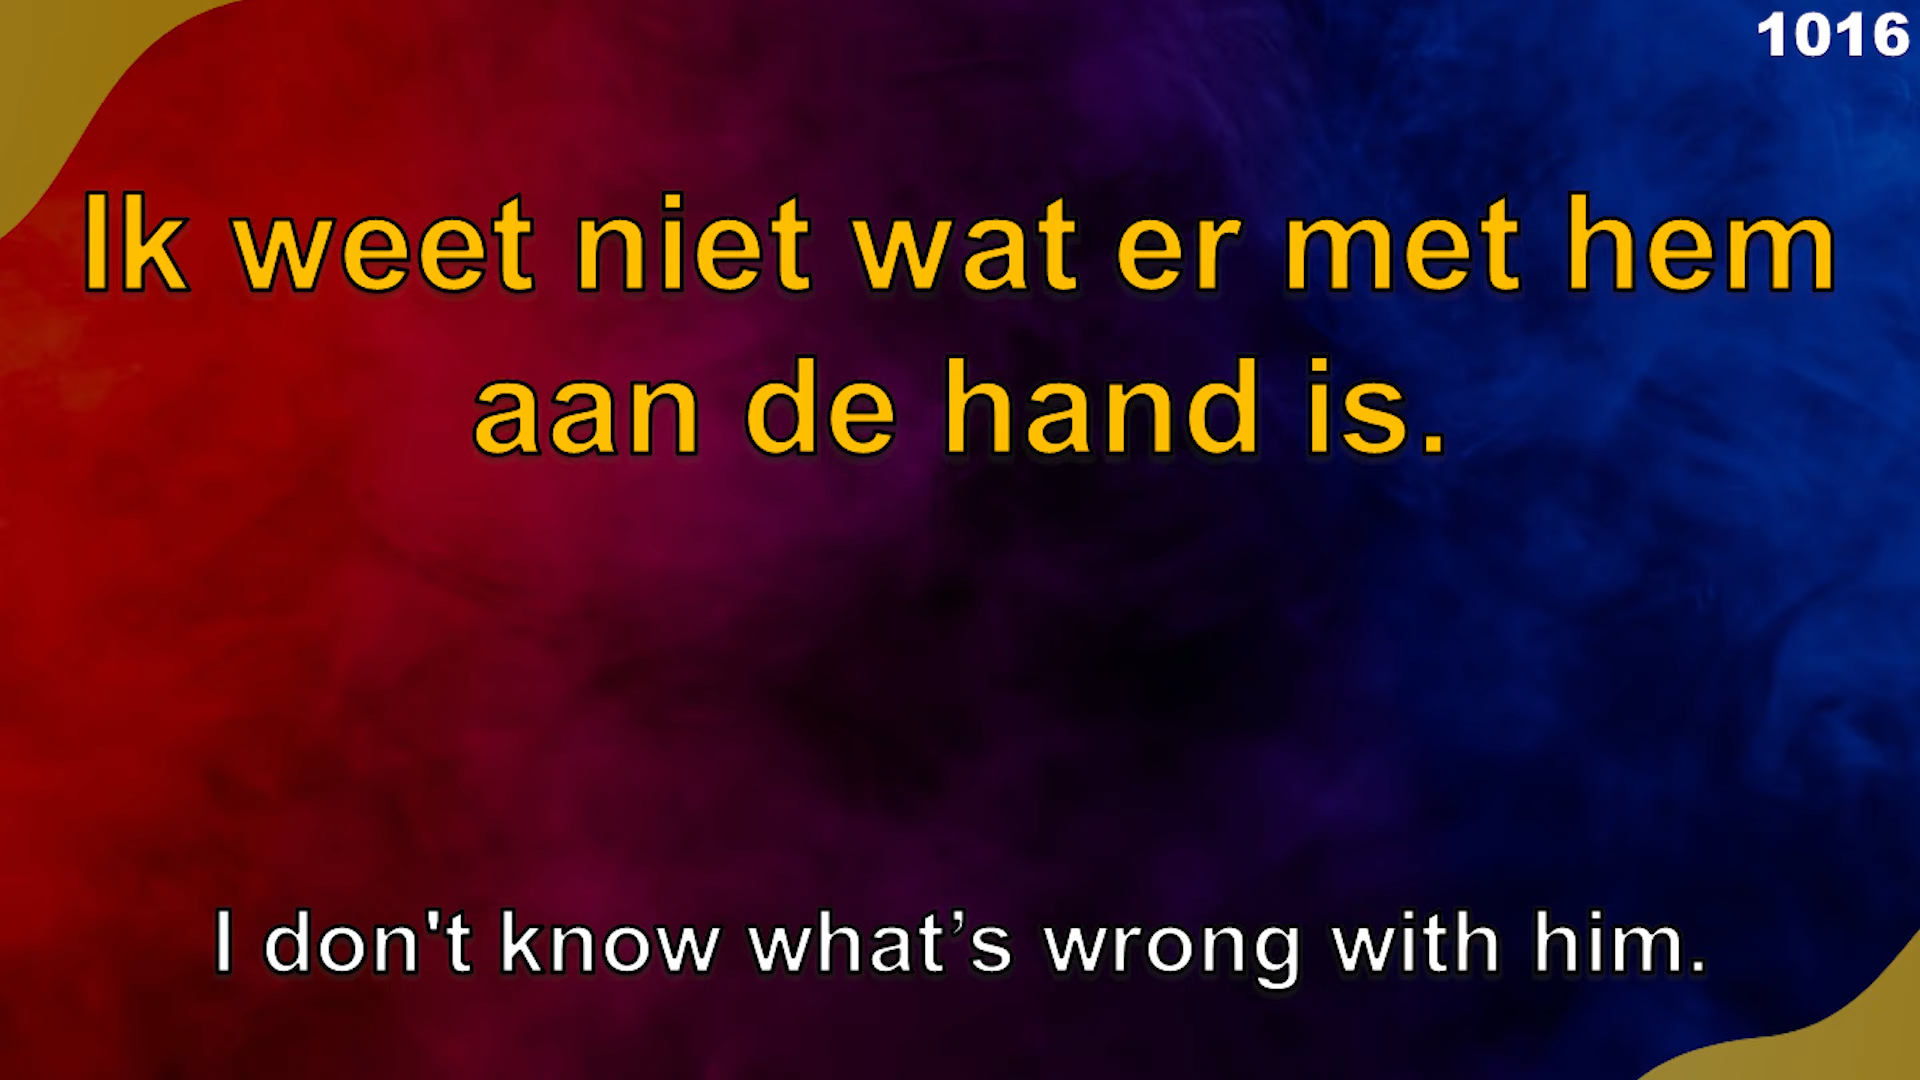 1016
Ik weet niet wat er met hem
aan de hand is.
I don't know what’s wrong with him.